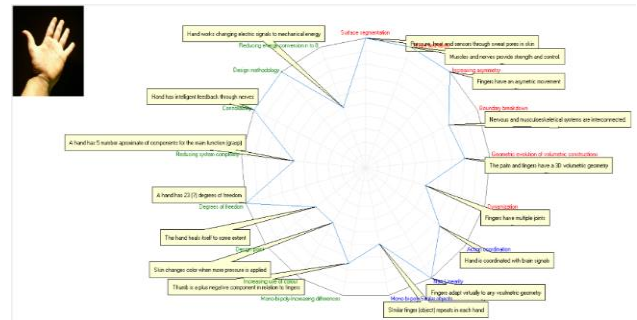 Surface segmentation
Hand works changing electric signals to mechanical energy
Reducing energy conversion to 0
Pressure, heat and sensors through sweat pores in skin
Muscles and nerves provide strength and control
Design methodology
Increasing asymmetry
Fingers have an asymetric movement
Hand has intelligent feedback through nerves
Controllability
Boundary breakdown
Nervous and musculoskeletical systems are interconnected
A hand has 5 number aproximate of components for the main function (grasp)
Reducing system complexity
Geometric evolution of volumetric constructions
The palm and fingers have a 3D volumetric geometry
A hand has 23 (?) degrees of freedom
Degrees of freedom
Dynamization
Fingers have multiple joints
The hand heals itself to some extent
Action coordination
Hand is coordinated with brain signals
Skin changes color when more pressure is applied
Increasing use of colour
Thumb is a plus negative component in relation to fingers
Fingers adapt virtually to any voulmetric geometry
Mono-bi-poly increasing differences
Similar finger (object) repeats in each hand